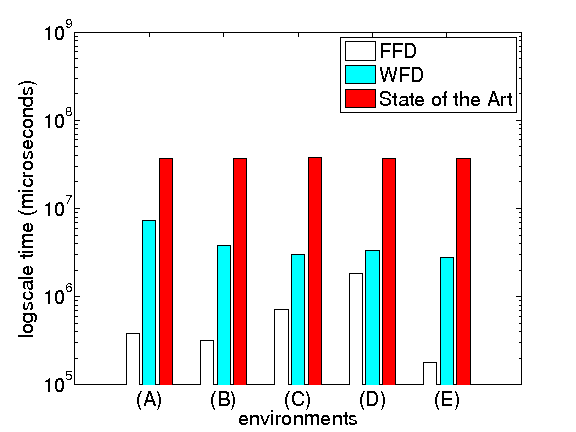 10⁹
10⁸
10⁷
10⁶
10⁵
logscale time (microseconds)
FFD
WFD
State of the Art
(A) (B) (C) (D) (E)
environments